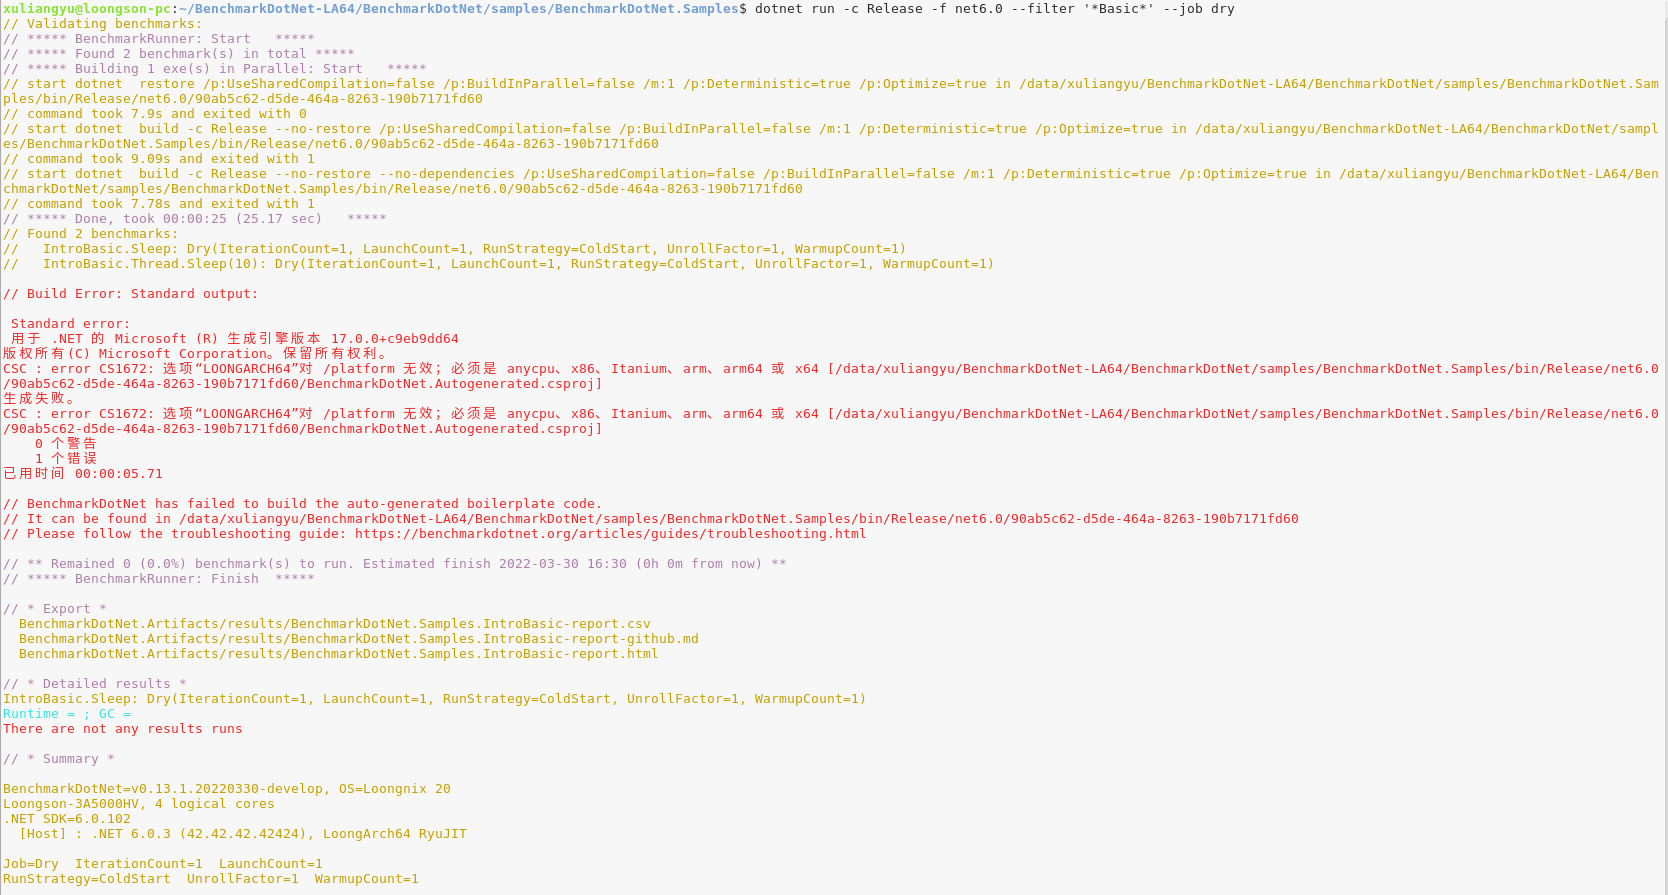 xuliangyu@loongson-pc:~/BenchmarkDotNet-LA64/BenchmarkDotNet/samples/BenchmarkDotNet.Samples$ dotnet run -c Release -f net6.0 --filter '*Basic*' --job dry
// Validating benchmarks:
// ***** BenchmarkRunner: Start   *****
// ***** Found 2 benchmark(s) in total *****
// ***** Building 1 exe(s) in Parallel: Start   *****
// start dotnet  restore /p:UseSharedCompilation=false /p:BuildInParallel=false /m:1 /p:Deterministic=true /p:Optimize=true in /data/xuliangyu/BenchmarkDotNet-LA64/BenchmarkDotNet/samples/BenchmarkDotNet.Sam
ples/bin/Release/net6.0/90ab5c62-d5de-464a-8263-190b7171fd60
// command took 7.9s and exited with 0
// start dotnet  build -c Release --no-restore /p:UseSharedCompilation=false /p:BuildInParallel=false /m:1 /p:Deterministic=true /p:Optimize=true in /data/xuliangyu/BenchmarkDotNet-LA64/BenchmarkDotNet/sampl
es/BenchmarkDotNet.Samples/bin/Release/net6.0/90ab5c62-d5de-464a-8263-190b7171fd60
// command took 9.09s and exited with 1
// start dotnet  build -c Release --no-restore --no-dependencies /p:UseSharedCompilation=false /p:BuildInParallel=false /m:1 /p:Deterministic=true /p:Optimize=true in /data/xuliangyu/BenchmarkDotNet-LA64/Ben
chmarkDotNet/samples/BenchmarkDotNet.Samples/bin/Release/net6.0/90ab5c62-d5de-464a-8263-190b7171fd60
// command took 7.78s and exited with 1
// ***** Done, took 00:00:25 (25.17 sec)   *****
// Found 2 benchmarks:
//   IntroBasic.Sleep: Dry(IterationCount=1, LaunchCount=1, RunStrategy=ColdStart, UnrollFactor=1, WarmupCount=1)
//   IntroBasic.Thread.Sleep(10): Dry(IterationCount=1, LaunchCount=1, RunStrategy=ColdStart, UnrollFactor=1, WarmupCount=1)
// Build Error: Standard output:
Standard error:
用于 .NET 的 Microsoft (R) 生成引擎版本 17.0.0+c9eb9dd64
版权所有(C) Microsoft Corporation。保留所有权利。
CSC : error CS1672: 选项“LOONGARCH64”对 /platform 无效；必须是 anycpu、x86、Itanium、arm、arm64 或 x64 [/data/xuliangyu/BenchmarkDotNet-LA64/BenchmarkDotNet/samples/BenchmarkDotNet.Samples/bin/Release/net6.0
/90ab5c62-d5de-464a-8263-190b7171fd60/BenchmarkDotNet.Autogenerated.csproj]
生成失败。
CSC : error CS1672: 选项“LOONGARCH64”对 /platform 无效；必须是 anycpu、x86、Itanium、arm、arm64 或 x64 [/data/xuliangyu/BenchmarkDotNet-LA64/BenchmarkDotNet/samples/BenchmarkDotNet.Samples/bin/Release/net6.0
/90ab5c62-d5de-464a-8263-190b7171fd60/BenchmarkDotNet.Autogenerated.csproj]
0 个警告
1 个错误
已用时间 00:00:05.71
// BenchmarkDotNet has failed to build the auto-generated boilerplate code.
// It can be found in /data/xuliangyu/BenchmarkDotNet-LA64/BenchmarkDotNet/samples/BenchmarkDotNet.Samples/bin/Release/net6.0/90ab5c62-d5de-464a-8263-190b7171fd60
// Please follow the troubleshooting guide: https://benchmarkdotnet.org/articles/guides/troubleshooting.html
// ** Remained 0 (0.0%) benchmark(s) to run. Estimated finish 2022-03-30 16:30 (0h 0m from now) **
// ***** BenchmarkRunner: Finish  *****
// * Export *
BenchmarkDotNet.Artifacts/results/BenchmarkDotNet.Samples.IntroBasic-report.csv
BenchmarkDotNet.Artifacts/results/BenchmarkDotNet.Samples.IntroBasic-report-github.md
BenchmarkDotNet.Artifacts/results/BenchmarkDotNet.Samples.IntroBasic-report.html
// * Detailed results *
IntroBasic.Sleep: Dry(IterationCount=1, LaunchCount=1, RunStrategy=ColdStart, UnrollFactor=1, WarmupCount=1)
Runtime = ; GC =
There are not any results runs
// * Summary *
BenchmarkDotNet=v0.13.1.20220330-develop, OS=Loongnix 20
Loongson-3A5000HV, 4 logical cores
.NET SDK=6.0.102
[Host] : .NET 6.0.3 (42.42.42.42424), LoongArch64 RyuJIT
Job=Dry  IterationCount=1  LaunchCount=1
RunStrategy=ColdStart  UnrollFactor=1  WarmupCount=1